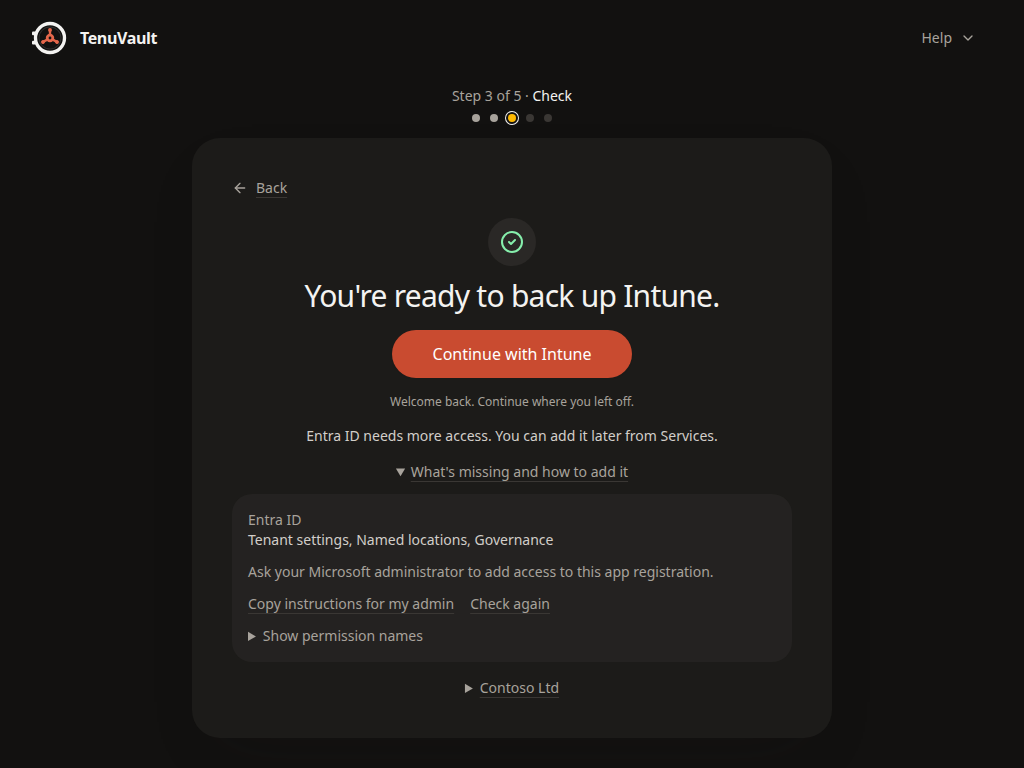 TenuVault
Help
Step 3 of 5 · Check
Back
You're ready to back up Intune.
Continue with Intune
Welcome back. Continue where you left off.
Entra ID needs more access. You can add it later from Services.
What's missing and how to add it
Entra ID
Tenant settings, Named locations, Governance
Ask your Microsoft administrator to add access to this app registration.
Copy instructions for my admin Check again
Show permission names
Contoso Ltd